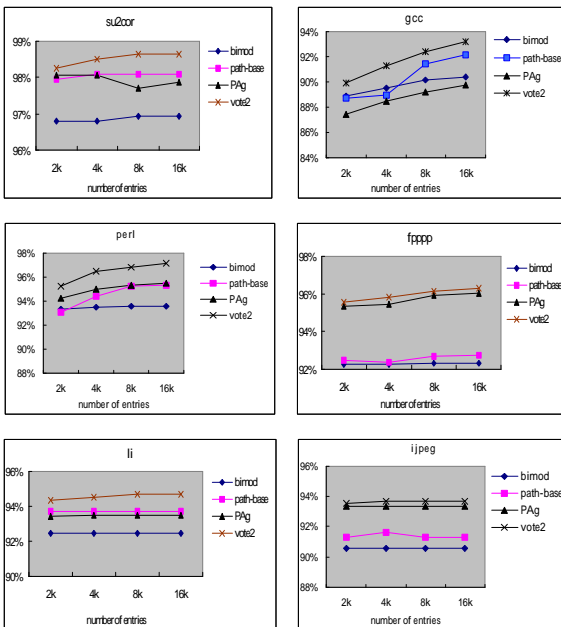 su2cor
99%
98%
97%
96%
2k 4k 8k 16k
number of entries
bimod
path-base
PAg
vote2
gcc
94%
92%
90%
88%
86%
84%
2k 4k 8k 16k
number of entries
bimod
path-base
PAg
vote2
perl
98%
96%
94%
92%
90%
88%
2k 4k 8k 16k
number of entries
bimod
path-base
PAg
vote2
fpppp
98%
96%
94%
92%
2k 4k 8k 16k
number of entries
bimod
path-base
PAg
vote2
li
96%
94%
92%
90%
2k 4k 8k 16k
number of entries
bimod
path-base
PAg
vote2
ijpeg
96%
94%
92%
90%
88%
2k 4k 8k 16k
number of entries
bimod
path-base
PAg
vote2